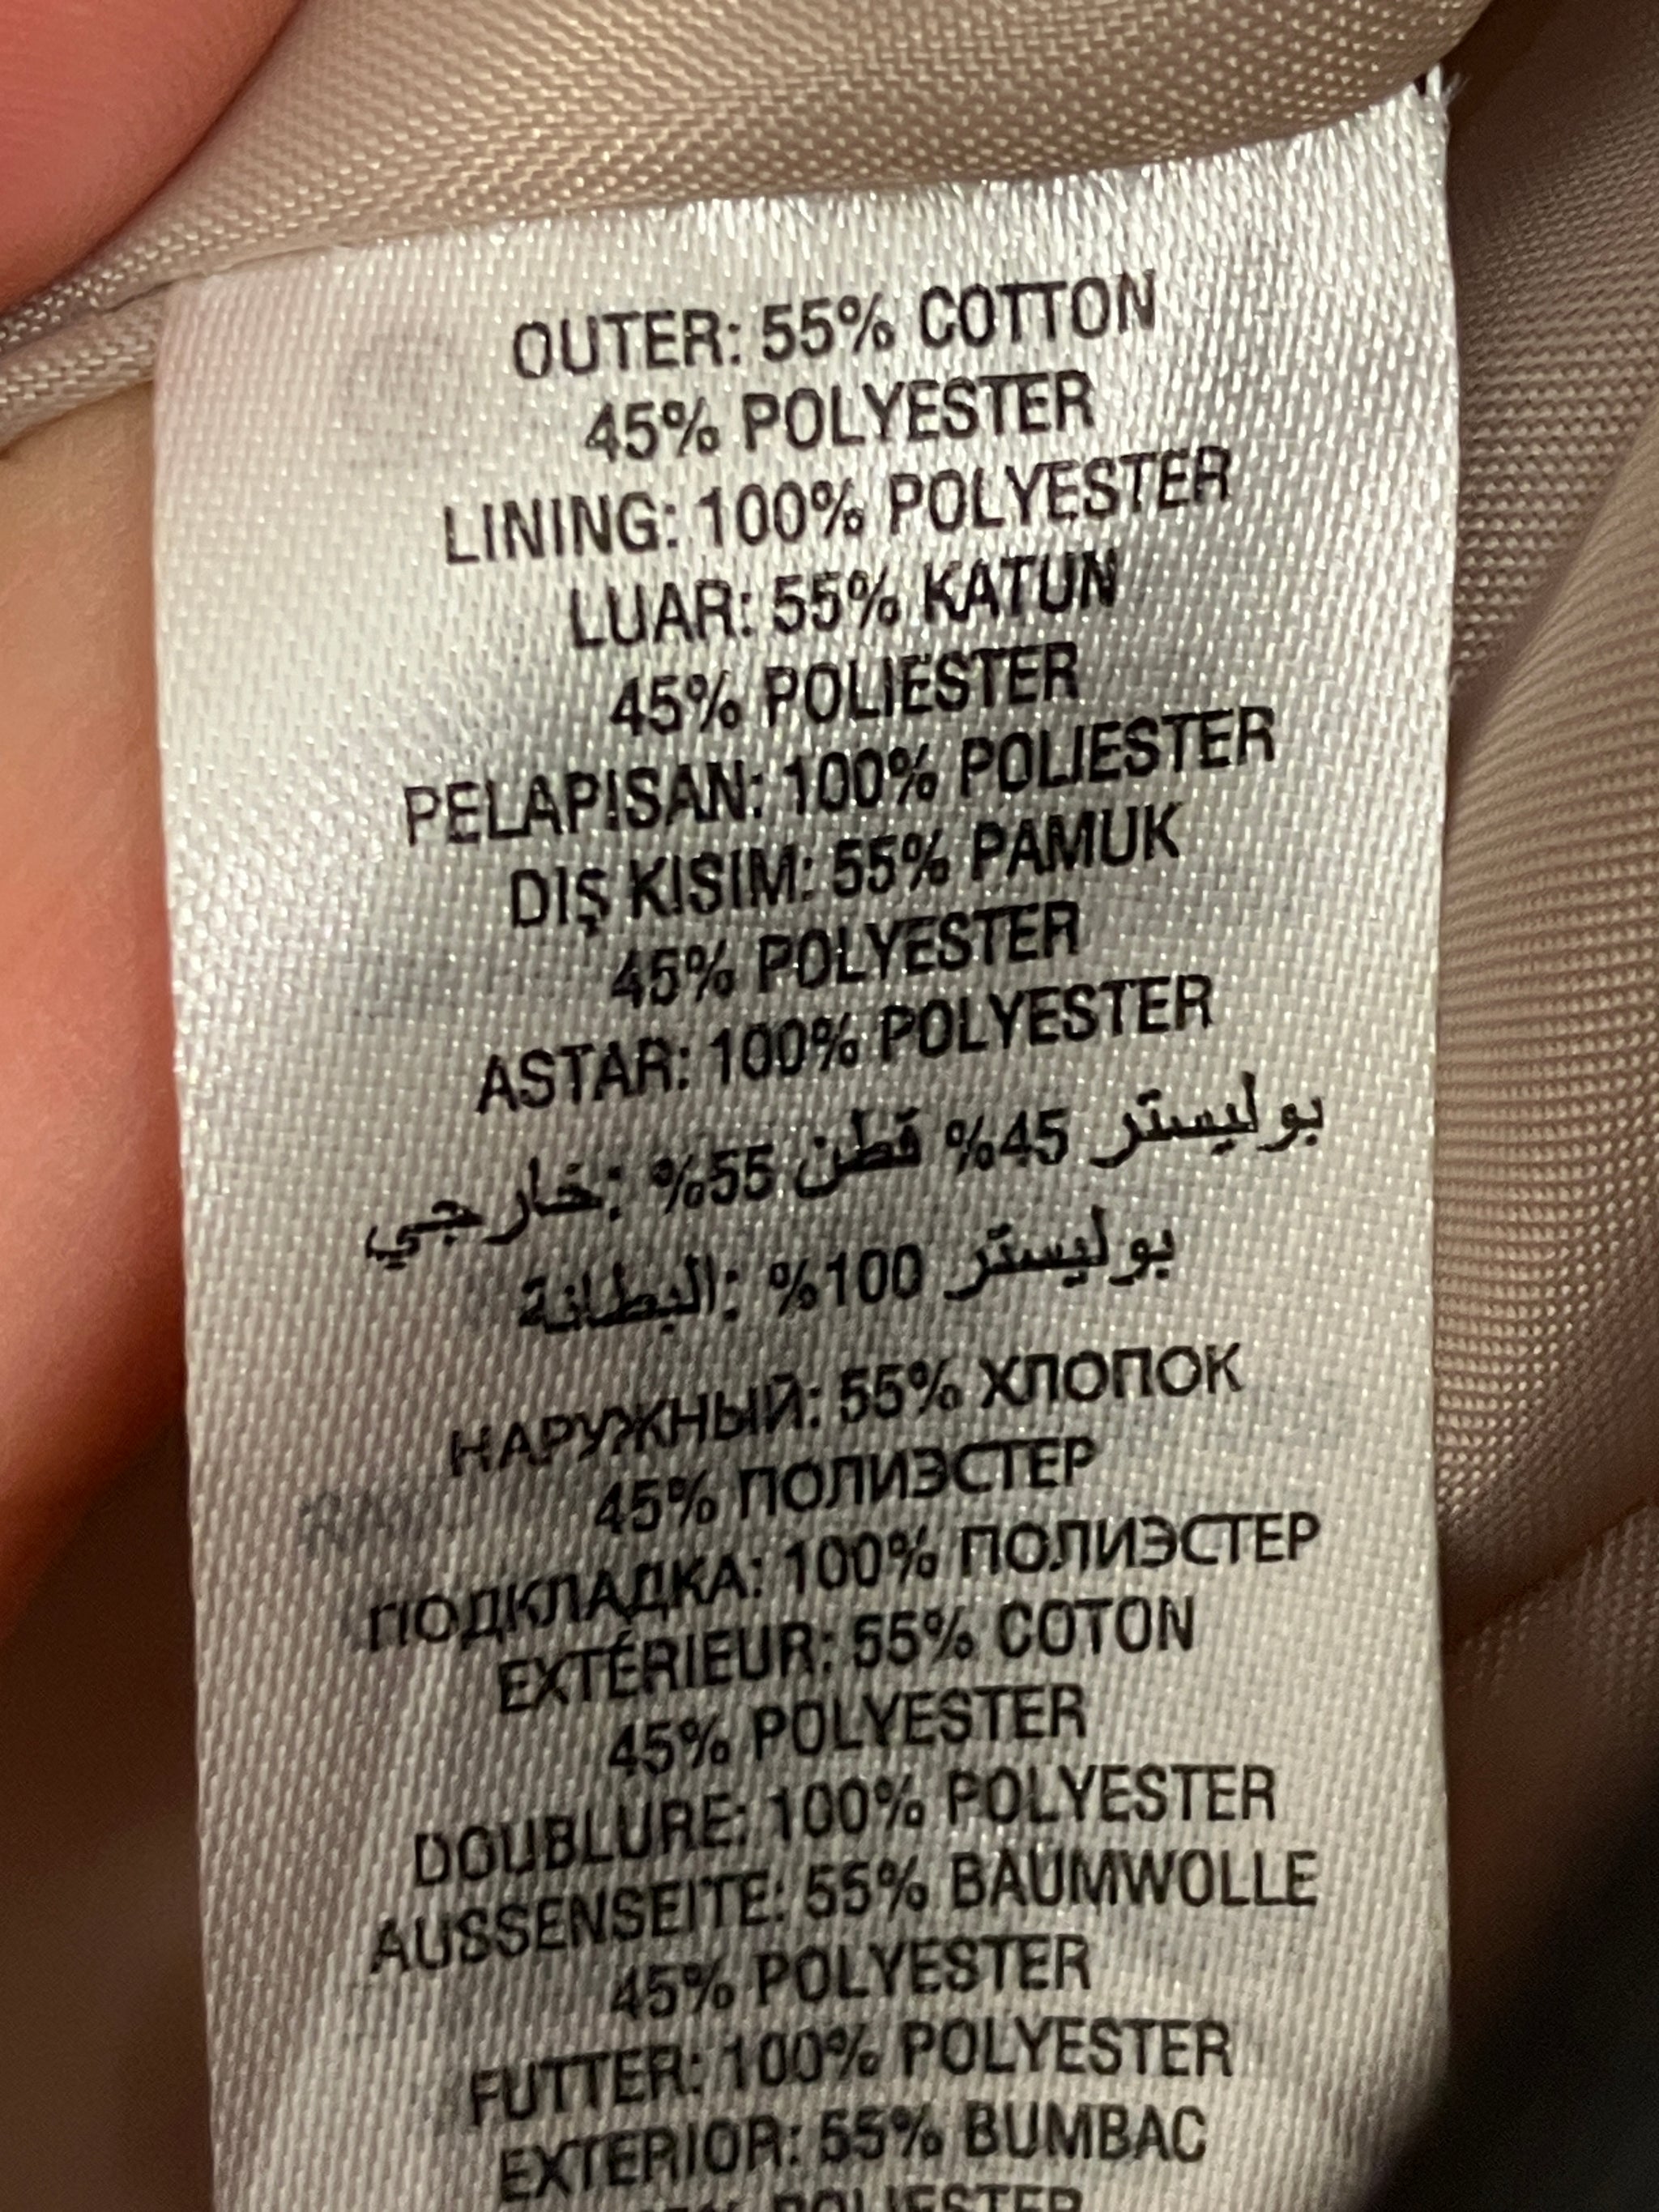 OUTER: 55% COTTON
45% POLYESTER
LINING: 100% POLYESTER
LUAR: 55% KATUN
45% POLIESTER
PELAPISAN: 100% POLIESTER
DIŞ KISIM: 55% PAMUK
45% POLYESTER
ASTAR: 100% POLYESTER
بوليستر 45% قطن 55% :خارجي
بوليستر 100% :البطانة
НАРУЖНЫЙ: 55% ХЛОПОК
45% ПОЛИЭСТЕР
ПОДКЛАДКА: 100% ПОЛИЭСТЕР
EXTÉRIEUR: 55% COTON
45% POLYESTER
DOUBLURE: 100% POLYESTER
AUSSENSEITE: 55% BAUMWOLLE
45% POLYESTER
FUTTER: 100% POLYESTER
EXTERIOR: 55% BUMBAC
POLIESTER